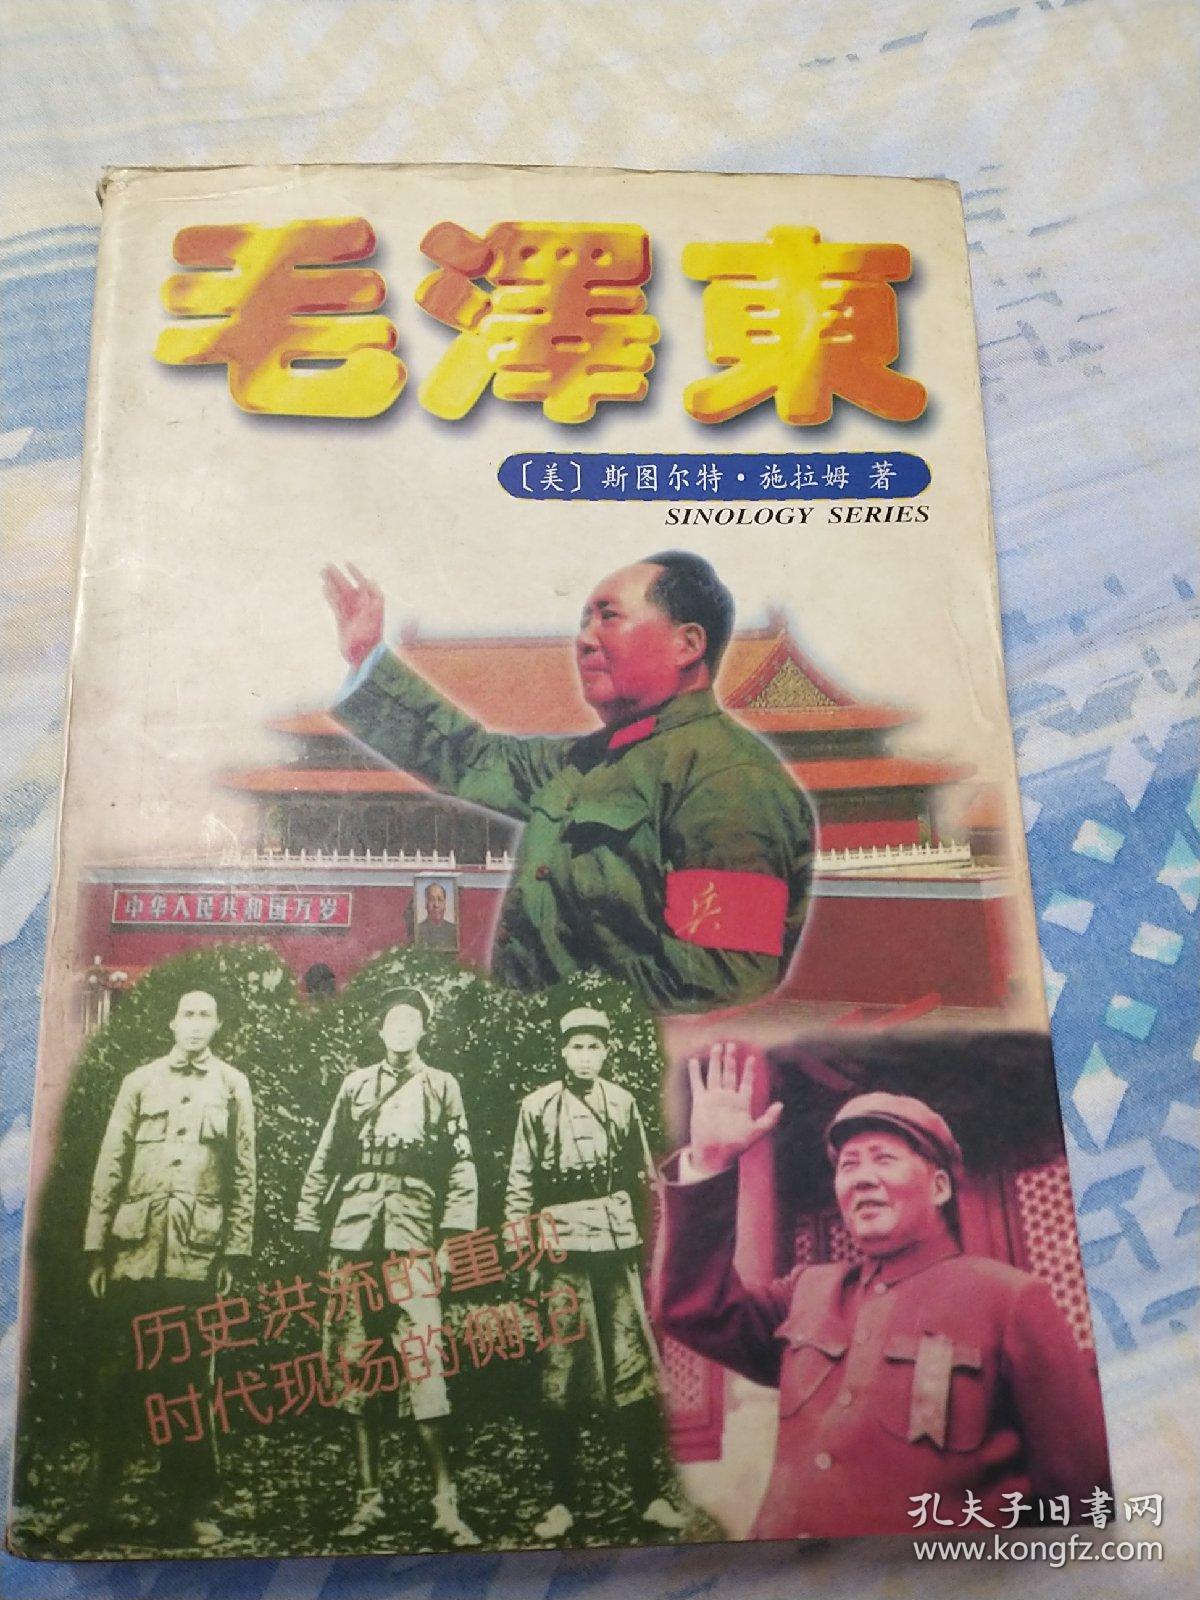 毛澤東
〔美〕斯图尔特·施拉姆 著
SINOLOGY SERIES
兵
中华人民共和国万岁
历史洪流的重现
时代现场的侧记
孔夫子旧书网
www.kongfz.com